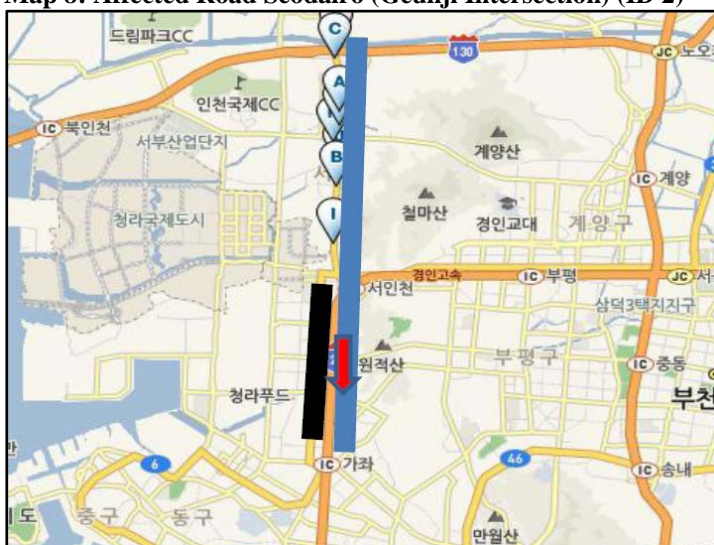 Map 8: Affected Road Seodalro (Geumji Intersection) (ID 2)
드림파크CC
C
130
JC
노오
A
인천국제CC
IC 북인천
서부산업단지
계양산
B
IC 계양
철마산
경인교대
계양구
청라국제도시
I
경인고속
IC 부평
JC
서인천
삼덕3택지지구
원적산
부평구
IC 중동
청라푸드
부천
IC 가좌
6
46
IC 송내
중구
동구
만월산